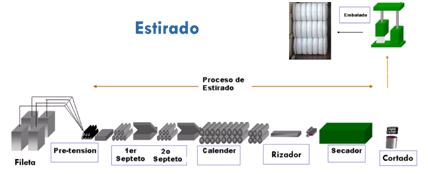 Estirado
Embalado
Proceso de
Estirado
Fileta
Pre-tension
1er
Septeto
2o
Septeto
Calender
Rizador
Secador
Cortado